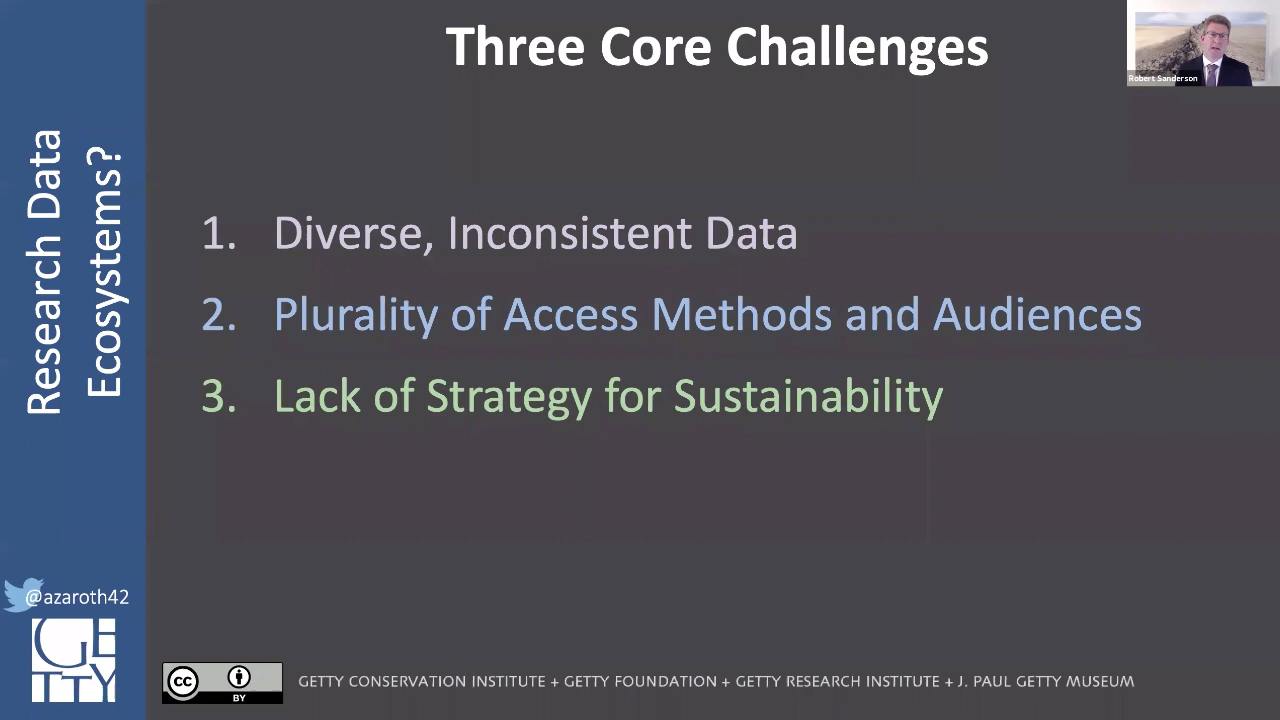 Three Core Challenges
Robert Sanderson
Research Data
Ecosystems?
1. Diverse, Inconsistent Data
2. Plurality of Access Methods and Audiences
3. Lack of Strategy for Sustainability
@azaroth42
GETTY
CC
BY
GETTY CONSERVATION INSTITUTE + GETTY FOUNDATION + GETTY RESEARCH INSTITUTE + J. PAUL GETTY MUSEUM